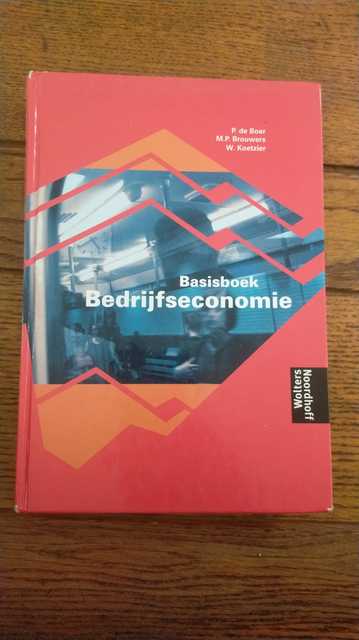 P. de Boer
M.P. Brouwers
W. Koetzier
Basisboek
Bedrijfseconomie
Wolters
Noordhoff